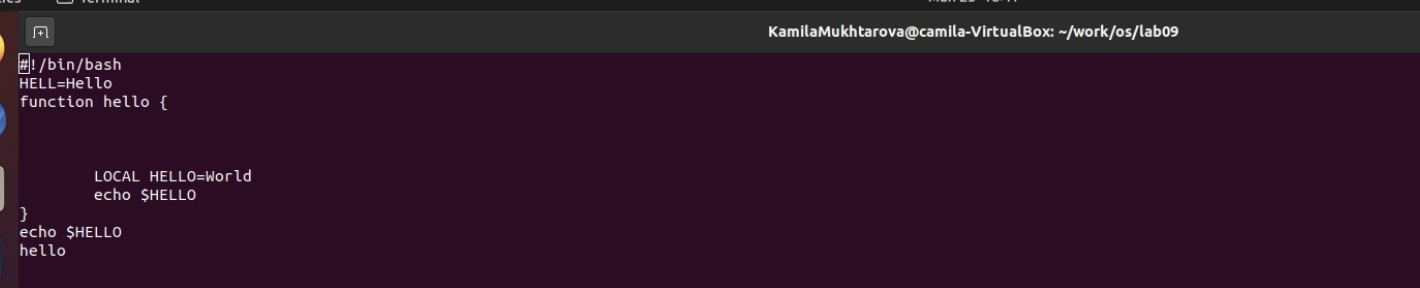 Terminal
KamilaMukhtarova@camila-VirtualBox: ~/work/os/lab09
#!/bin/bash
HELL=Hello
function hello {
LOCAL HELLO=World
echo $HELLO
}
echo $HELLO
hello